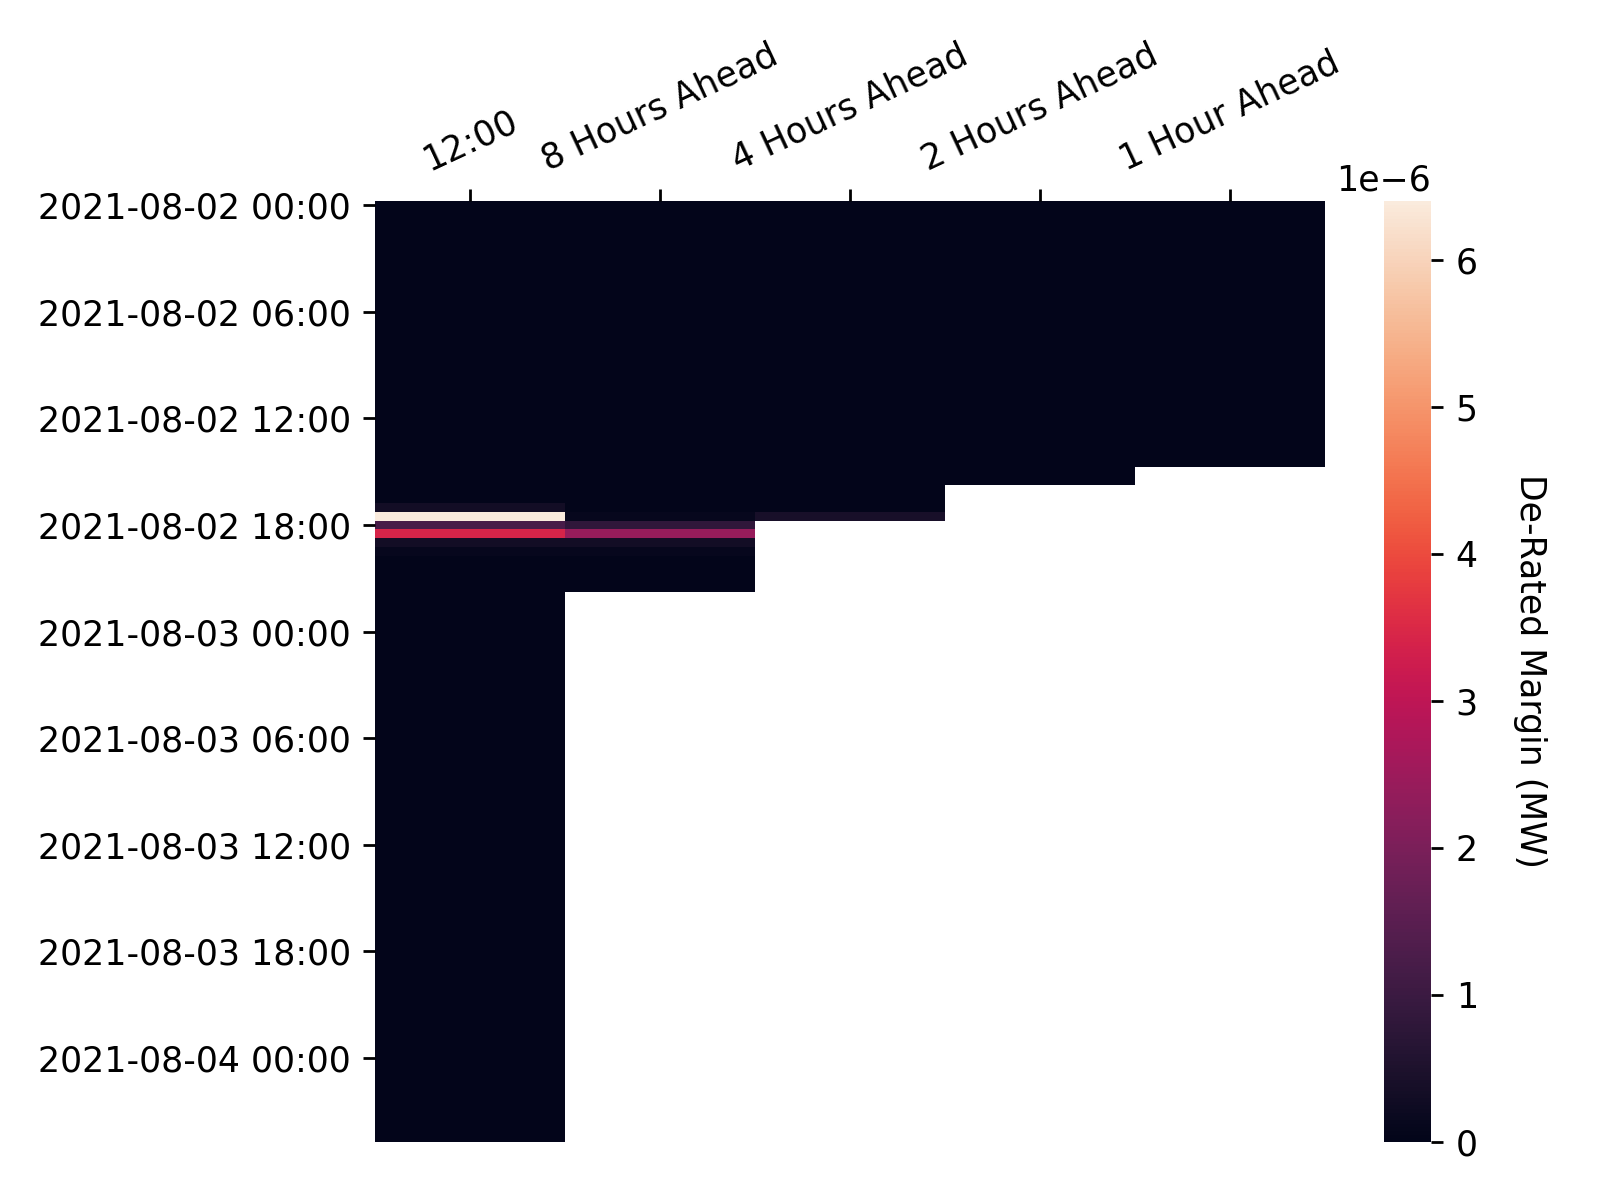 12:00
8 Hours Ahead
4 Hours Ahead
2 Hours Ahead
1 Hour Ahead
1e−6
2021-08-02 00:00
2021-08-02 06:00
2021-08-02 12:00
2021-08-02 18:00
2021-08-03 00:00
2021-08-03 06:00
2021-08-03 12:00
2021-08-03 18:00
2021-08-04 00:00
6
5
4
3
2
1
0
De-Rated Margin (MW)